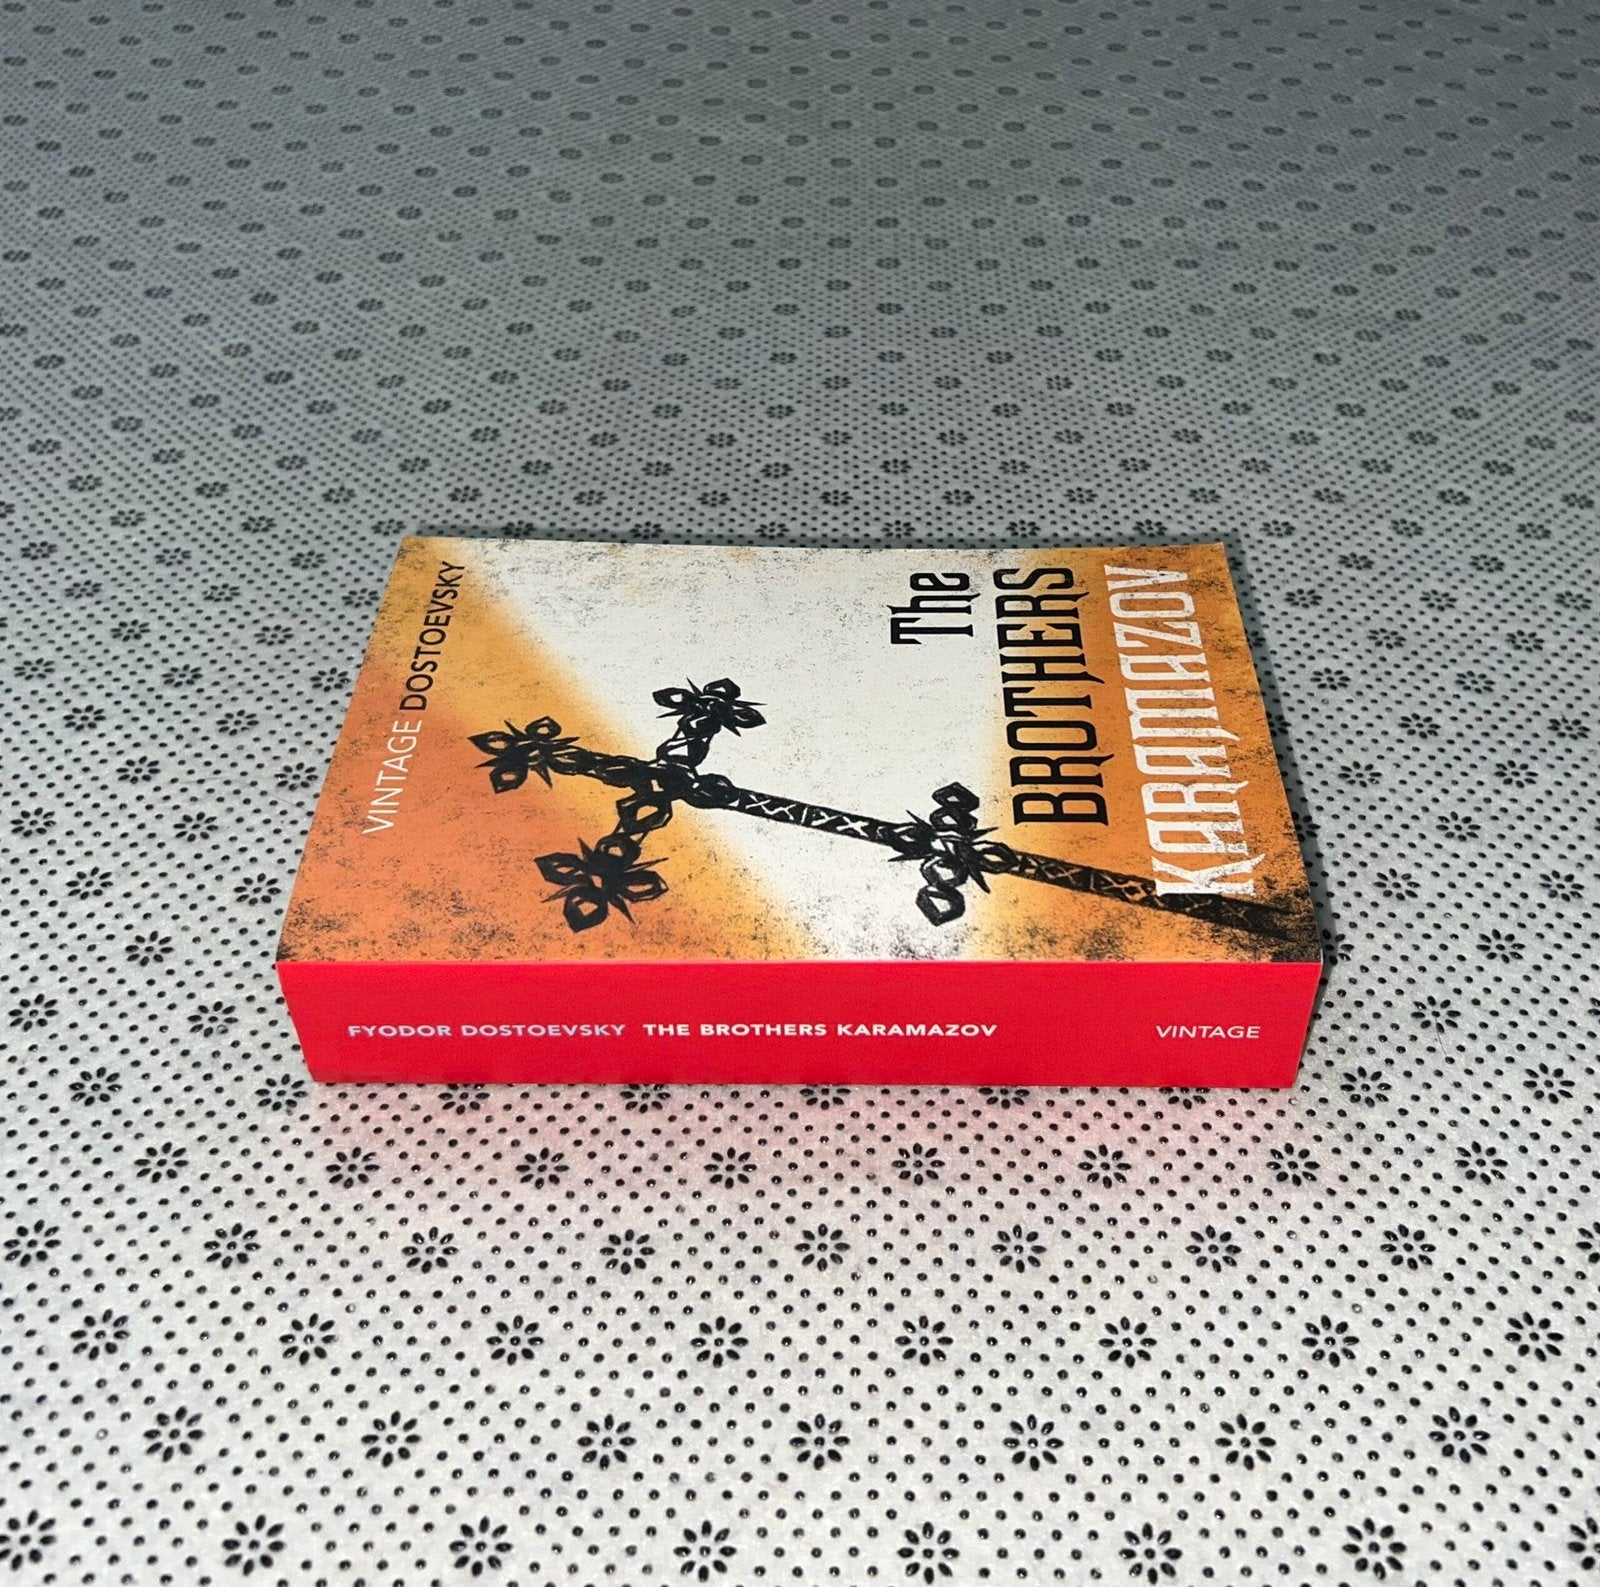 VINTAGE DOSTOEVSKY
The
BROTHERS
KARAMAZOV
FYODOR DOSTOEVSKY THE BROTHERS KARAMAZOV VINTAGE